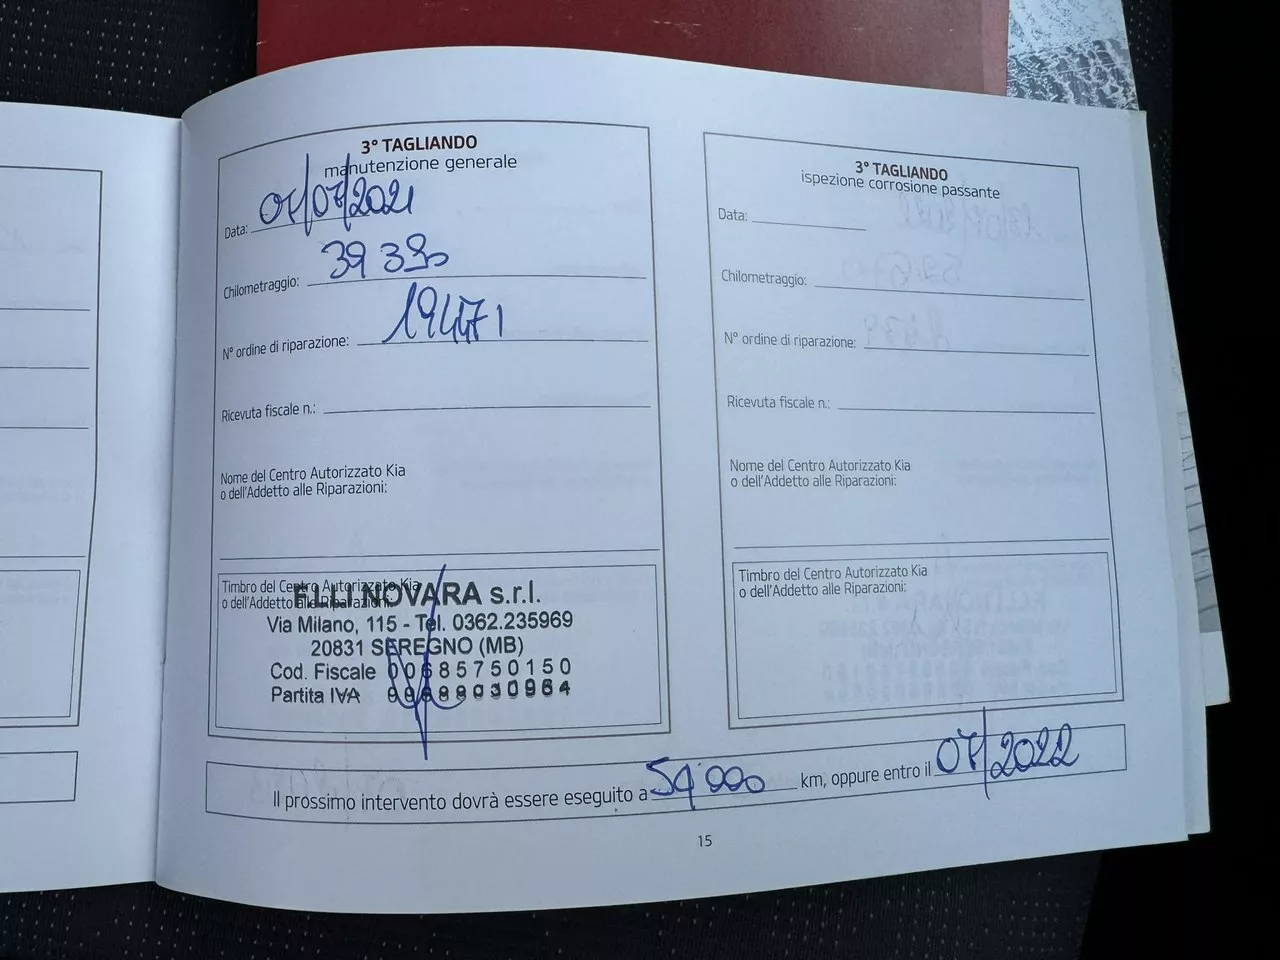 3° TAGLIANDO
manutenzione generale
Data: 07/07/2021
Chilometraggio: 39390
N° ordine di riparazione: 194471
Ricevuta fiscale n.:
Nome del Centro Autorizzato Kia
o dell'Addetto alle Riparazioni:
Timbro del Centro Autorizzato Kia
o dell'Addetto alle Riparazioni:
F.LLI NOVARA s.r.l.
Via Milano, 115 - Tel. 0362.235969
20831 SEREGNO (MB)
Cod. Fiscale 00685750150
Partita IVA
3° TAGLIANDO
ispezione corrosione passante
Data:
Chilometraggio:
N° ordine di riparazione:
Ricevuta fiscale n.:
Nome del Centro Autorizzato Kia
o dell'Addetto alle Riparazioni:
Timbro del Centro Autorizzato Kia
o dell'Addetto alle Riparazioni:
Il prossimo intervento dovrà essere eseguito a 59'000 km, oppure entro il 07/2022
15